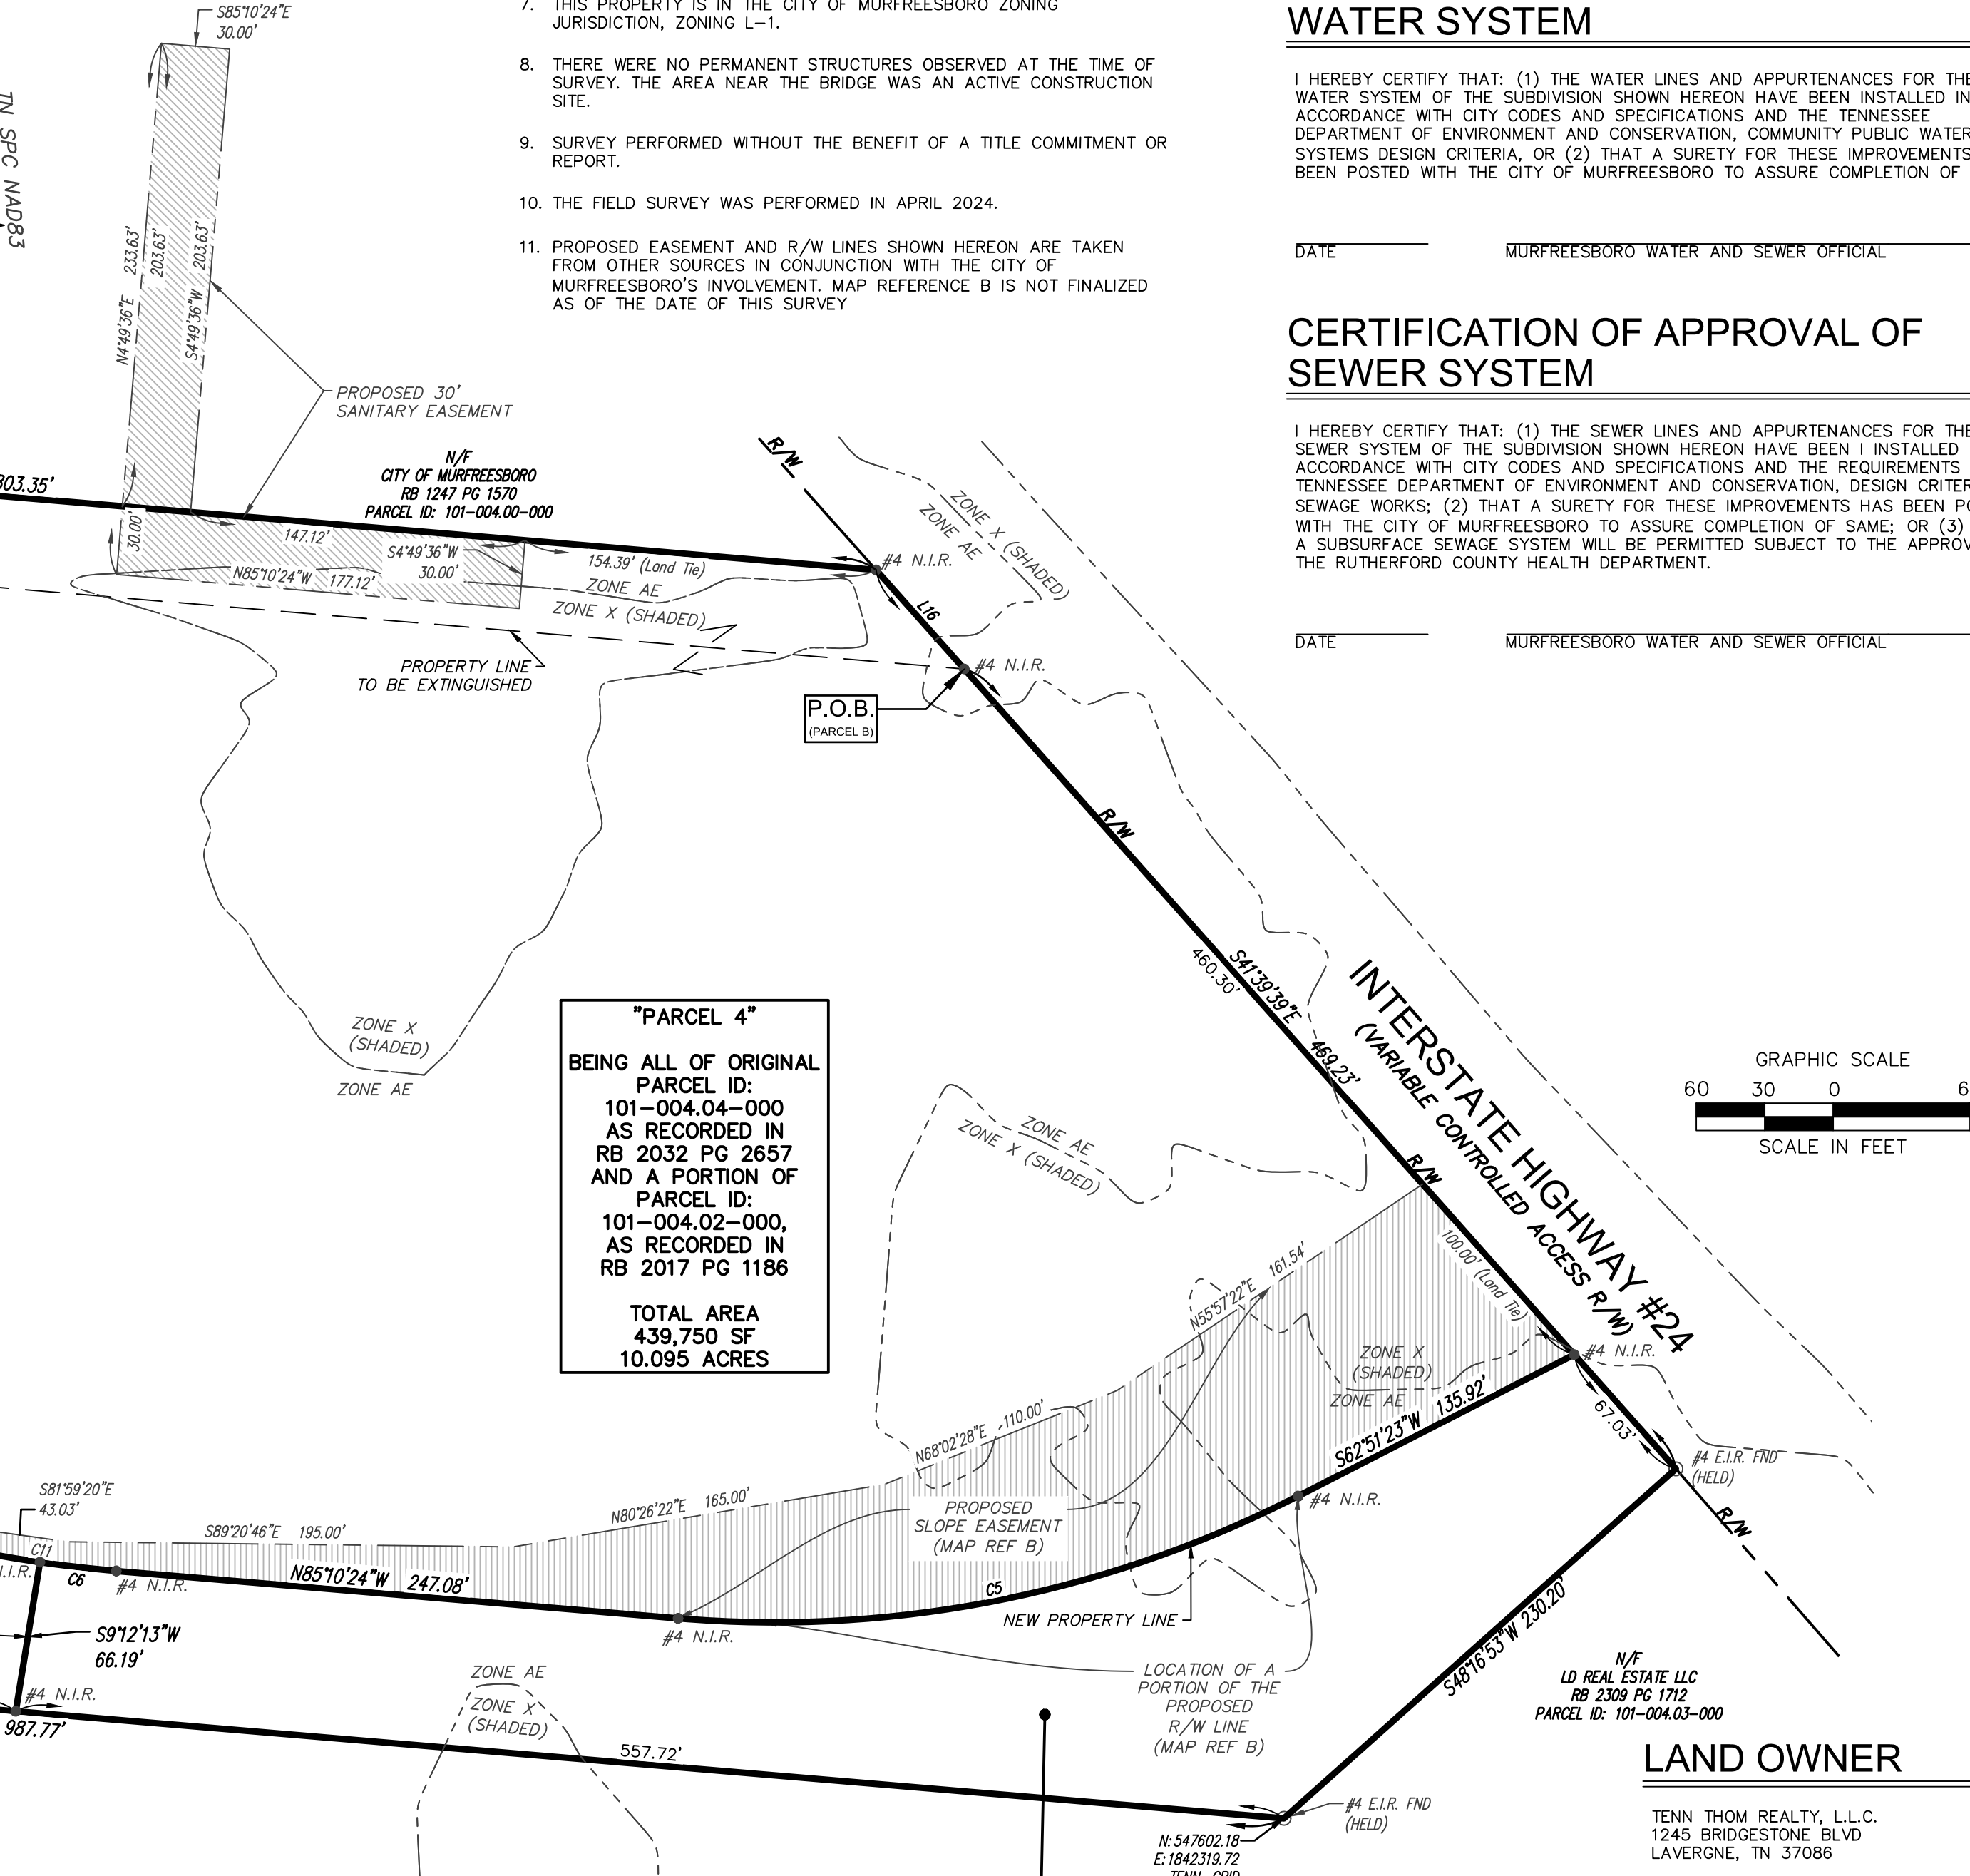 S85°10'24"E
30.00'
TN SPC NAD83
N4°49'36"E 233.63'
203.63'
S4°49'36"W 203.63'
PROPOSED 30'
SANITARY EASEMENT
7. THIS PROPERTY IS IN THE CITY OF MURFREESBORO ZONING
JURISDICTION, ZONING L-1.
8. THERE WERE NO PERMANENT STRUCTURES OBSERVED AT THE TIME OF
SURVEY. THE AREA NEAR THE BRIDGE WAS AN ACTIVE CONSTRUCTION
SITE.
9. SURVEY PERFORMED WITHOUT THE BENEFIT OF A TITLE COMMITMENT OR
REPORT.
10. THE FIELD SURVEY WAS PERFORMED IN APRIL 2024.
11. PROPOSED EASEMENT AND R/W LINES SHOWN HEREON ARE TAKEN
FROM OTHER SOURCES IN CONJUNCTION WITH THE CITY OF
MURFREESBORO'S INVOLVEMENT. MAP REFERENCE B IS NOT FINALIZED
AS OF THE DATE OF THIS SURVEY
WATER SYSTEM
I HEREBY CERTIFY THAT: (1) THE WATER LINES AND APPURTENANCES FOR THE
WATER SYSTEM OF THE SUBDIVISION SHOWN HEREON HAVE BEEN INSTALLED IN
ACCORDANCE WITH CITY CODES AND SPECIFICATIONS AND THE TENNESSEE
DEPARTMENT OF ENVIRONMENT AND CONSERVATION, COMMUNITY PUBLIC WATER
SYSTEMS DESIGN CRITERIA, OR (2) THAT A SURETY FOR THESE IMPROVEMENTS
BEEN POSTED WITH THE CITY OF MURFREESBORO TO ASSURE COMPLETION OF
DATE MURFREESBORO WATER AND SEWER OFFICIAL
CERTIFICATION OF APPROVAL OF
SEWER SYSTEM
I HEREBY CERTIFY THAT: (1) THE SEWER LINES AND APPURTENANCES FOR THE
SEWER SYSTEM OF THE SUBDIVISION SHOWN HEREON HAVE BEEN I INSTALLED
ACCORDANCE WITH CITY CODES AND SPECIFICATIONS AND THE REQUIREMENTS
TENNESSEE DEPARTMENT OF ENVIRONMENT AND CONSERVATION, DESIGN CRITER
SEWAGE WORKS; (2) THAT A SURETY FOR THESE IMPROVEMENTS HAS BEEN PO
WITH THE CITY OF MURFREESBORO TO ASSURE COMPLETION OF SAME; OR (3)
A SUBSURFACE SEWAGE SYSTEM WILL BE PERMITTED SUBJECT TO THE APPROV
THE RUTHERFORD COUNTY HEALTH DEPARTMENT.
DATE MURFREESBORO WATER AND SEWER OFFICIAL
803.35'
N/F
CITY OF MURFREESBORO
RB 1247 PG 1570
PARCEL ID: 101-004.00-000
30.00'
147.12'
N85°10'24"W 177.12'
S4°49'36"W
30.00'
154.39' (Land Tie)
ZONE AE
ZONE X (SHADED)
PROPERTY LINE
TO BE EXTINGUISHED
R/W
ZONE X (SHADED)
ZONE AE
#4 N.I.R.
L16
#4 N.I.R.
P.O.B.
(PARCEL B)
R/W
S41°39'39"E 469.23'
460.30'
INTERSTATE HIGHWAY #24
(VARIABLE CONTROLLED ACCESS R/W)
R/W
100.00' (Land Tie)
GRAPHIC SCALE
60 30 0 6
SCALE IN FEET
ZONE X
(SHADED)
ZONE AE
"PARCEL 4"
BEING ALL OF ORIGINAL
PARCEL ID:
101-004.04-000
AS RECORDED IN
RB 2032 PG 2657
AND A PORTION OF
PARCEL ID:
101-004.02-000,
AS RECORDED IN
RB 2017 PG 1186
TOTAL AREA
439,750 SF
10.095 ACRES
ZONE AE
ZONE X (SHADED)
N55°57'22"E 161.54'
ZONE X
(SHADED)
ZONE AE
#4 N.I.R.
67.03'
#4 E.I.R. FND
(HELD)
R/W
S62°51'23"W 135.92'
#4 N.I.R.
N68°02'28"E 110.00'
N80°26'22"E 165.00'
PROPOSED
SLOPE EASEMENT
(MAP REF B)
S81°59'20"E
43.03'
S89°20'46"E 195.00'
C11
N.I.R.
C6
#4 N.I.R.
N85°10'24"W 247.08'
#4 N.I.R.
C5
NEW PROPERTY LINE
S9°12'13"W
66.19'
#4 N.I.R.
987.77'
ZONE AE
ZONE X
(SHADED)
557.72'
LOCATION OF A
PORTION OF THE
PROPOSED
R/W LINE
(MAP REF B)
S48°16'53"W 230.20'
N/F
LD REAL ESTATE LLC
RB 2309 PG 1712
PARCEL ID: 101-004.03-000
#4 E.I.R. FND
(HELD)
N: 547602.18
E: 1842319.72
TENN GRID
LAND OWNER
TENN THOM REALTY, L.L.C.
1245 BRIDGESTONE BLVD
LAVERGNE, TN 37086